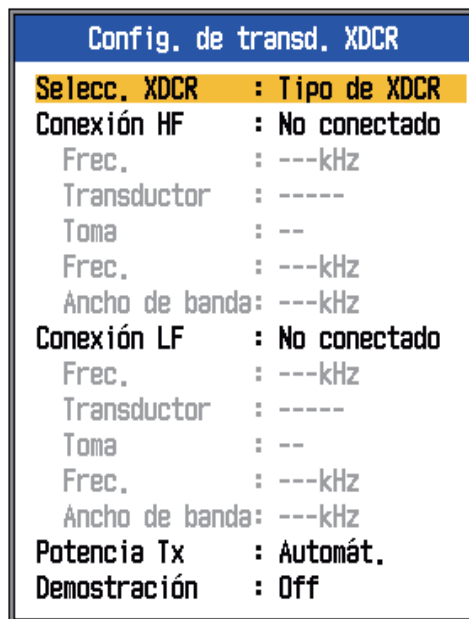 Config. de transd. XDCR
Selecc. XDCR : Tipo de XDCR
Conexión HF : No conectado
Frec. : ---kHz
Transductor : -----
Toma : --
Frec. : ---kHz
Ancho de banda: ---kHz
Conexión LF : No conectado
Frec. : ---kHz
Transductor : -----
Toma : --
Frec. : ---kHz
Ancho de banda: ---kHz
Potencia Tx : Automát.
Demostración : Off